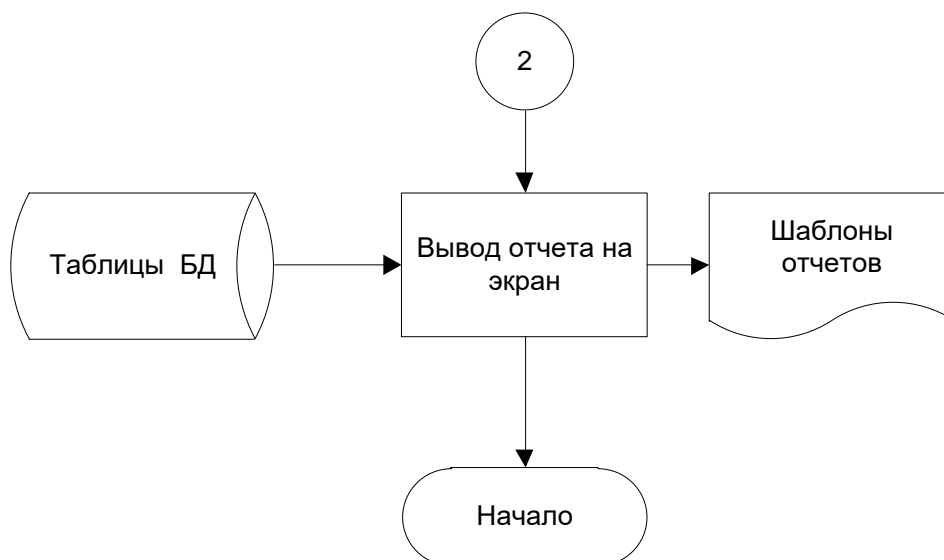 2
Таблицы БД
Вывод отчета на
экран
Шаблоны
отчетов
Начало